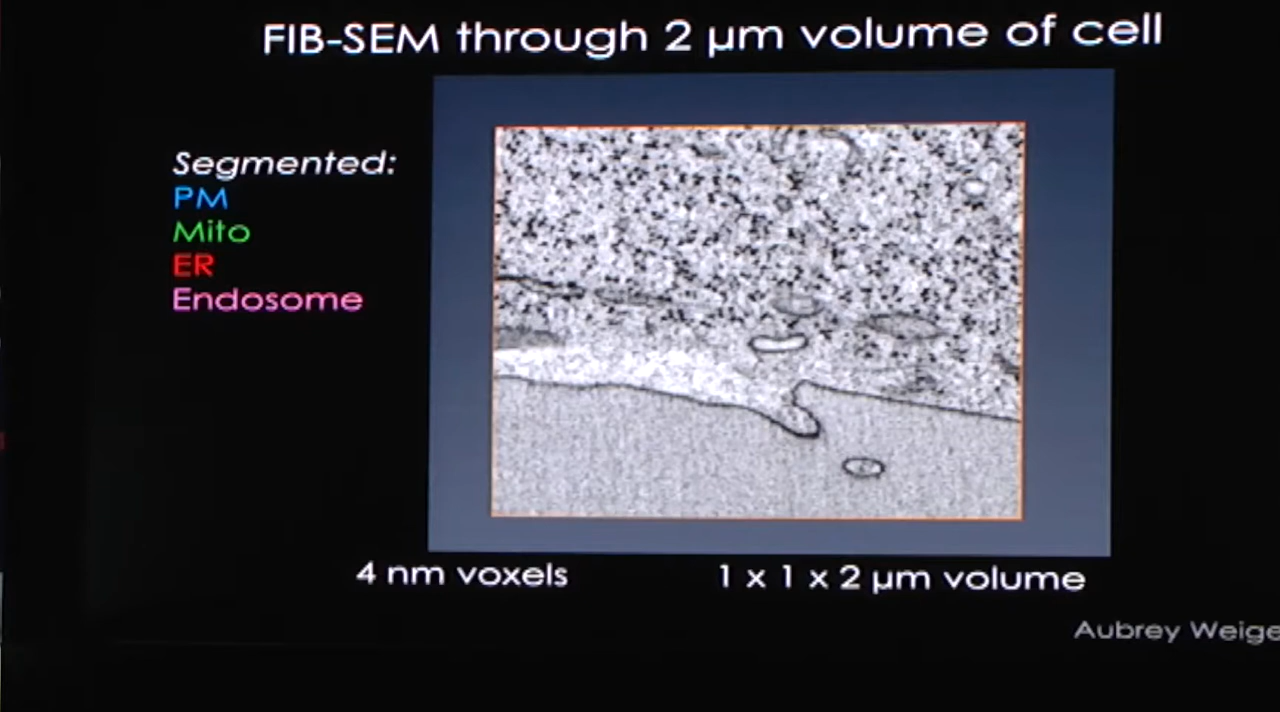 FIB-SEM through 2 µm volume of cell
Segmented:
PM
Mito
ER
Endosome
4 nm voxels
1 x 1 x 2 µm volume
Aubrey Weige